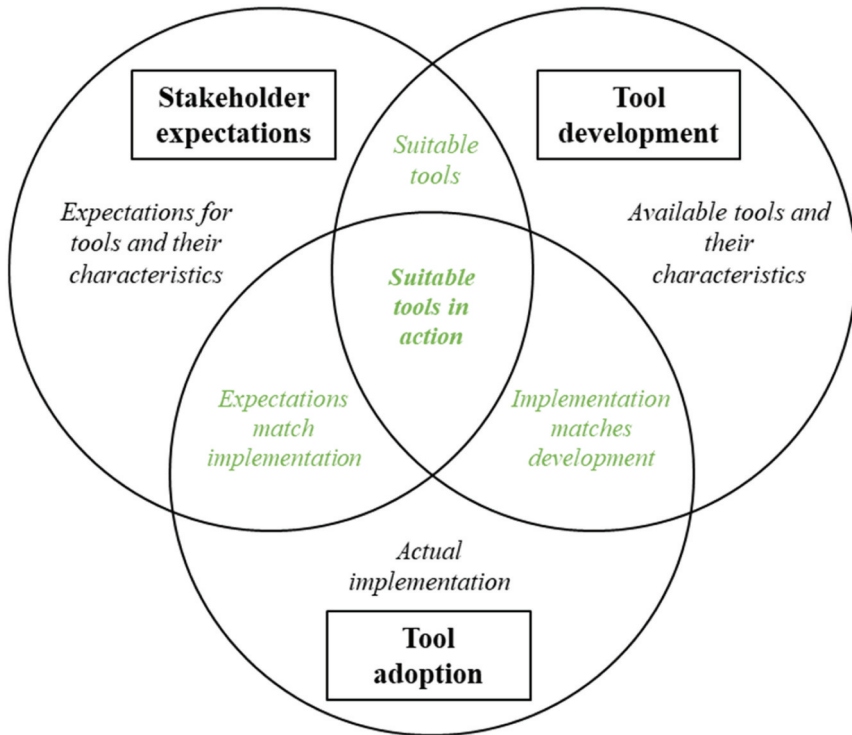 Stakeholder
expectations
Tool
development
Suitable
tools
Expectations for
tools and their
characteristics
Available tools and
their
characteristics
Suitable
tools in
action
Expectations
match
implementation
Implementation
matches
development
Actual
implementation
Tool
adoption